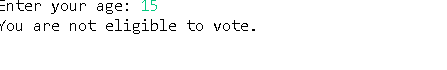 Enter your age: 15
You are not eligible to vote.